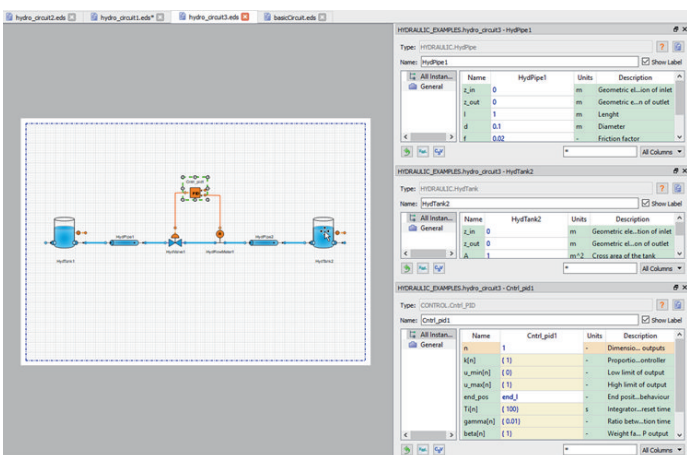 hydro_circuit2.eds
hydro_circuit1.eds*
hydro_circuit3.eds
basicCircuit.eds
Cntrl_pid1
PID
HydTank1
HydPipe1
HydValve1
HydFlowMeter1
HydPipe2
HydTank2
HYDRAULIC_EXAMPLES.hydro_circuit3 - HydPipe1
Type: HYDRAULIC.HydPipe
Name: HydPipe1 Show Label
All Instan...
General
Name HydPipe1 Units Description
z_in 0 m Geometric el...ion of inlet
z_out 0 m Geometric e...n of outlet
l 1 m Lenght
d 0.1 m Diameter
f 0.02 - Friction factor
* All Columns
HYDRAULIC_EXAMPLES.hydro_circuit3 - HydTank2
Type: HYDRAULIC.HydTank
Name: HydTank2 Show Label
All Instan...
General
Name HydTank2 Units Description
z_in 0 m Geometric ele...tion of inlet
z_out 0 m Geometric el...on of outlet
A 1 m^2 Cross area of the tank
* All Columns
HYDRAULIC_EXAMPLES.hydro_circuit3 - Cntrl_pid1
Type: CONTROL.Cntrl_PID
Name: Cntrl_pid1 Show Label
All Instan...
General
Name Cntrl_pid1 Units Description
n 1 - Dimensio... outputs
k[n] { 1} - Proportio...ontroller
u_min[n] { 0} - Low limit of output
u_max[n] { 1} - High limit of output
end_pos end_I - End posit...behaviour
Ti[n] { 100} s Integrator...reset time
gamma[n] { 0.01} - Ratio betw...tion time
beta[n] { 1} - Weight fa... P output
* All Columns